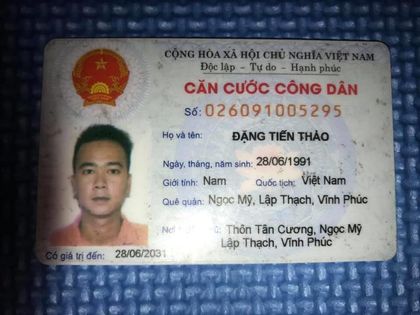 CỘNG HÒA XÃ HỘI CHỦ NGHĨA VIỆT NAM
Độc lập - Tự do - Hạnh phúc
CĂN CƯỚC CÔNG DÂN
Số: 026091005295
Họ và tên:
ĐẶNG TIẾN THẢO
Ngày, tháng, năm sinh: 28/06/1991
Giới tính: Nam Quốc tịch: Việt Nam
Quê quán: Ngọc Mỹ, Lập Thạch, Vĩnh Phúc
Nơi Thôn Tân Cương, Ngọc Mỹ
Lập Thạch, Vĩnh Phúc
Có giá trị đến: 28/06/2031